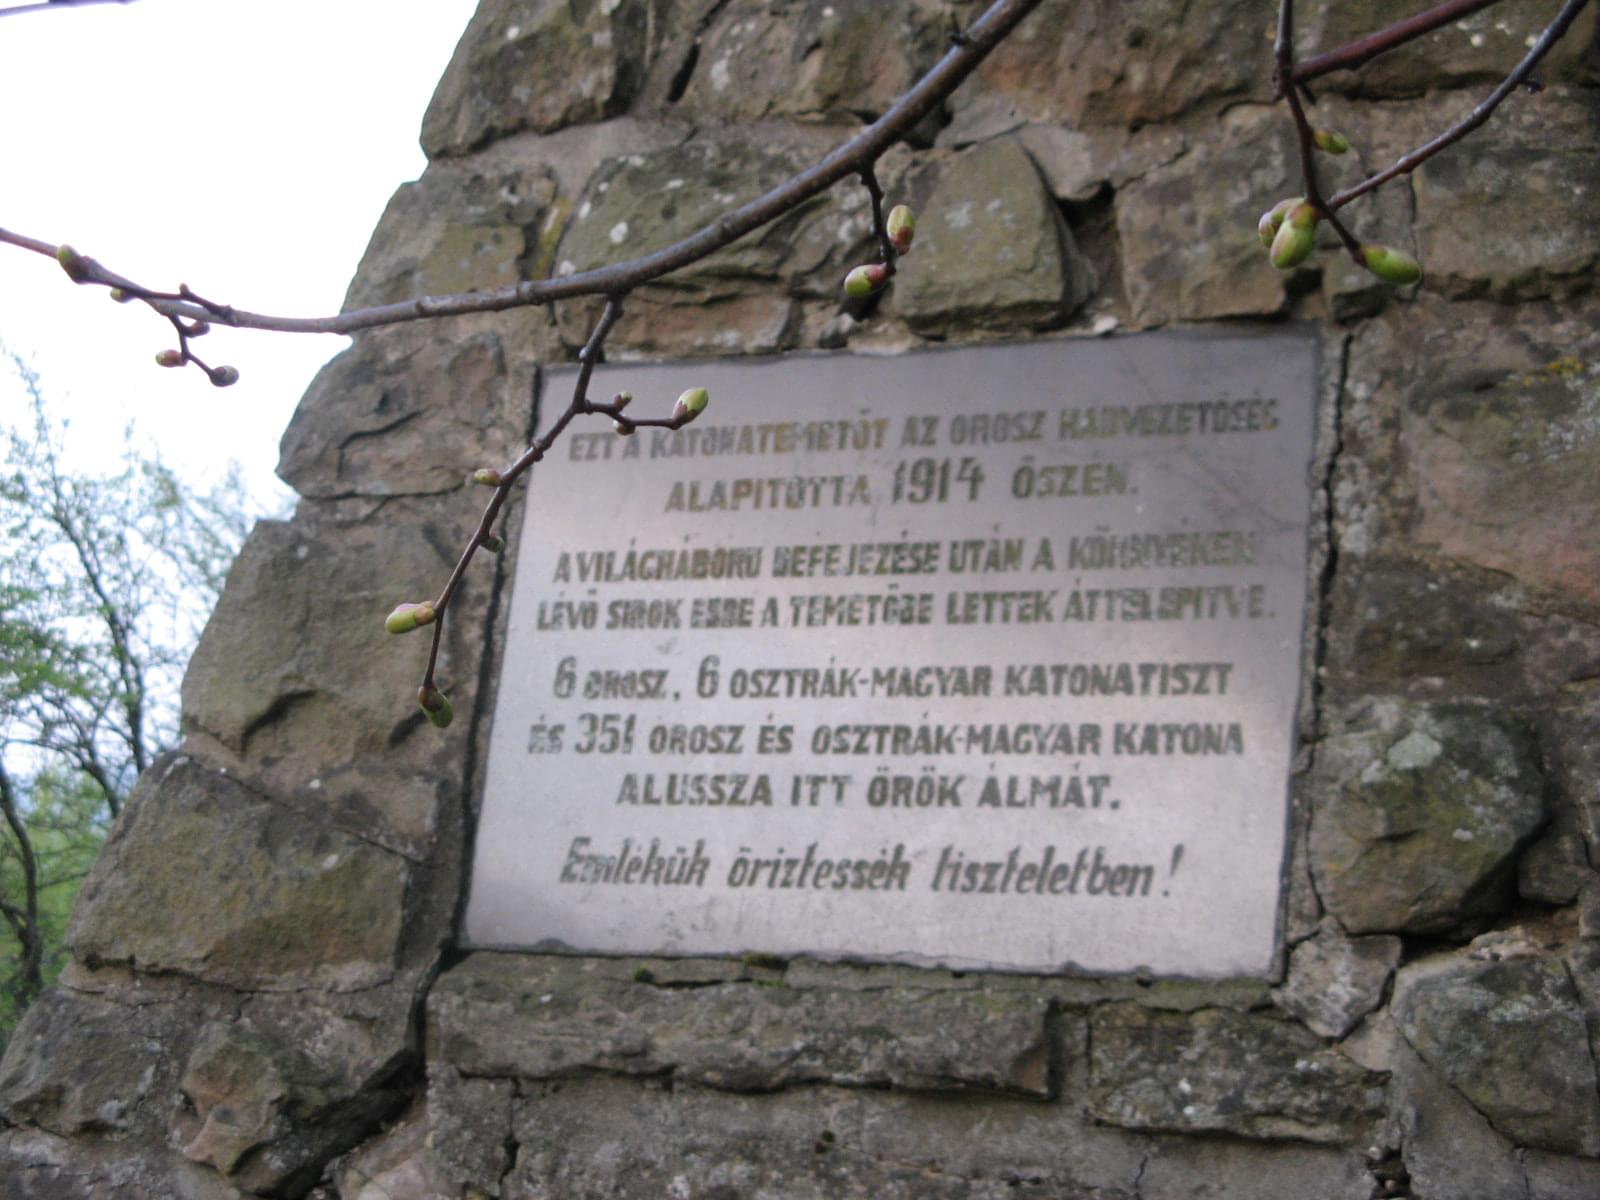 EZT A KATONATEMETŐT AZ OROSZ HADVEZETŐSÉG
ALAPITOTTA 1914 ŐSZÉN.
A VILÁGHÁBORÚ BEFEJEZÉSE UTÁN A KÖRNYÉKEN
LÉVŐ SIROK EBBE A TEMETŐBE LETTEK ÁTTELEPITVE.
6 OROSZ, 6 OSZTRÁK-MAGYAR KATONATISZT
ÉS 351 OROSZ ÉS OSZTRÁK-MAGYAR KATONA
ALUSSZA ITT ÖRÖK ÁLMÁT.
Emlékük őriztessék tiszteletben!